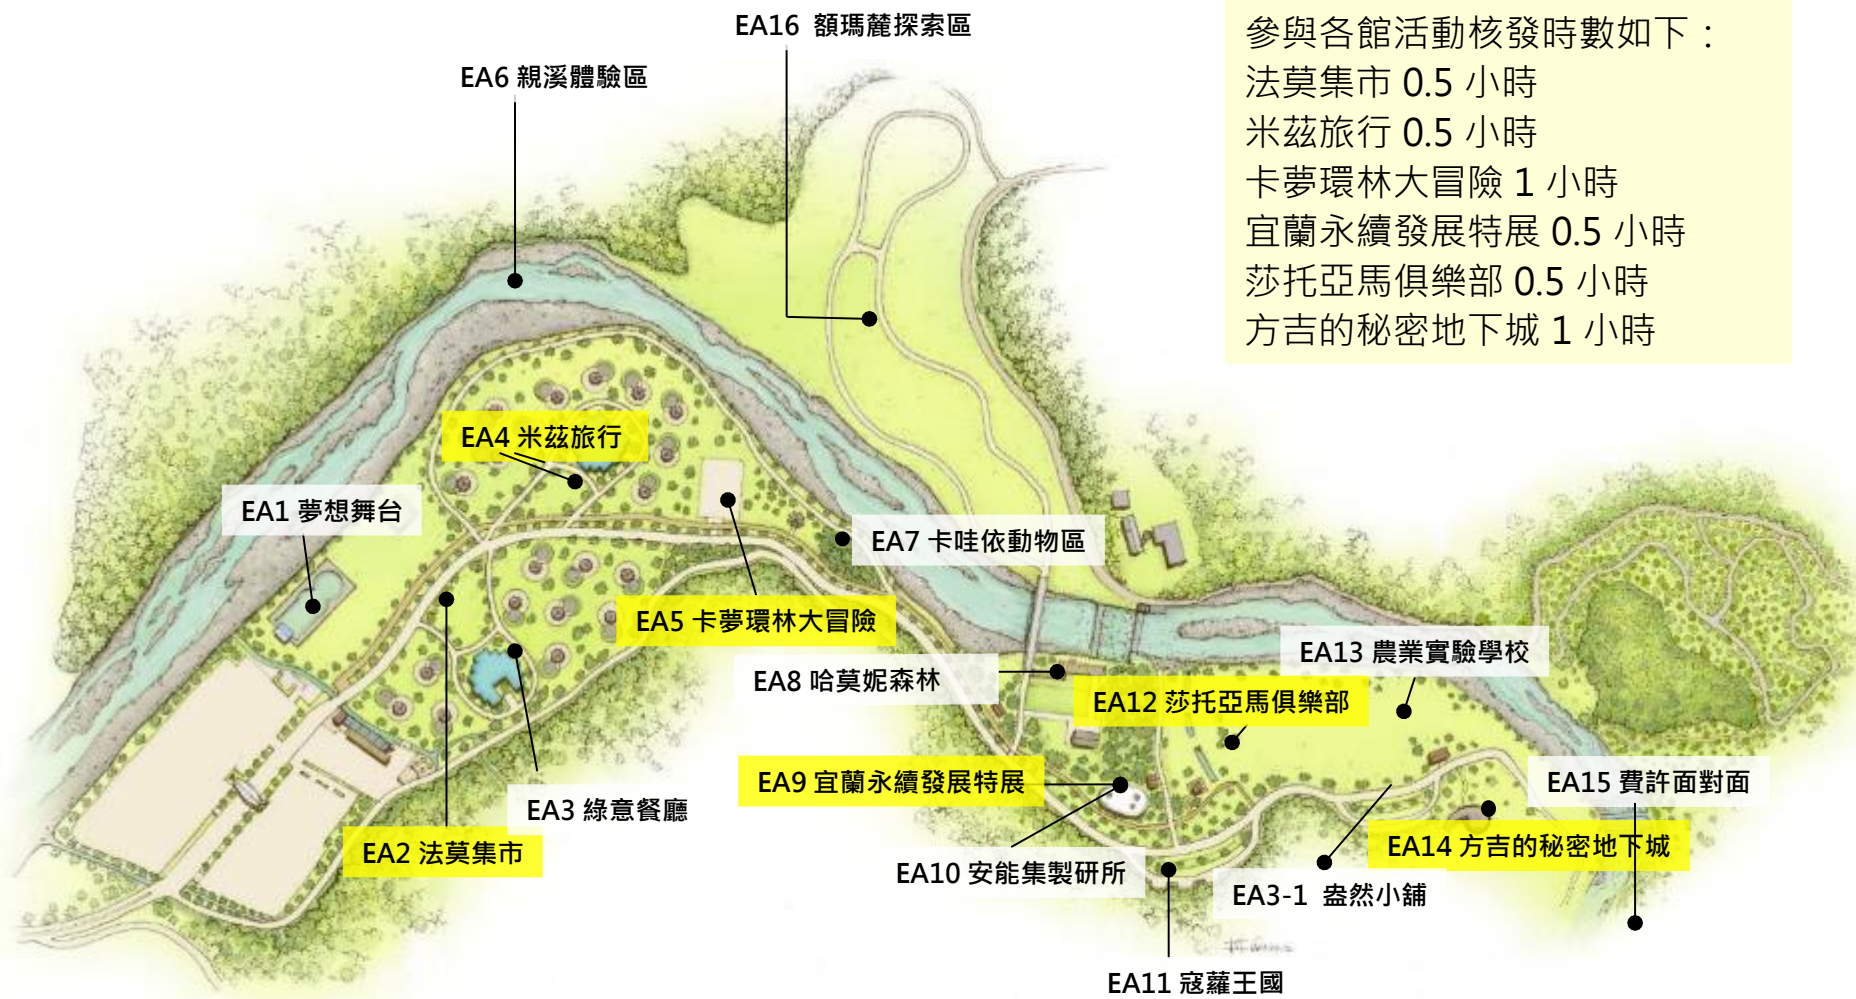 EA16 額瑪麓探索區
EA6 親溪體驗區
參與各館活動核發時數如下：
法莫集市 0.5 小時
米茲旅行 0.5 小時
卡夢環林大冒險 1 小時
宜蘭永續發展特展 0.5 小時
莎托亞馬俱樂部 0.5 小時
方吉的秘密地下城 1 小時
EA4 米茲旅行
EA1 夢想舞台
EA7 卡哇依動物區
EA5 卡夢環林大冒險
EA8 哈莫妮森林
EA13 農業實驗學校
EA12 莎托亞馬俱樂部
EA9 宜蘭永續發展特展
EA15 費許面對面
EA3 綠意餐廳
EA2 法莫集市
EA14 方吉的秘密地下城
EA10 安能集製研所
EA3-1 盎然小舖
EA11 寇蘿王國